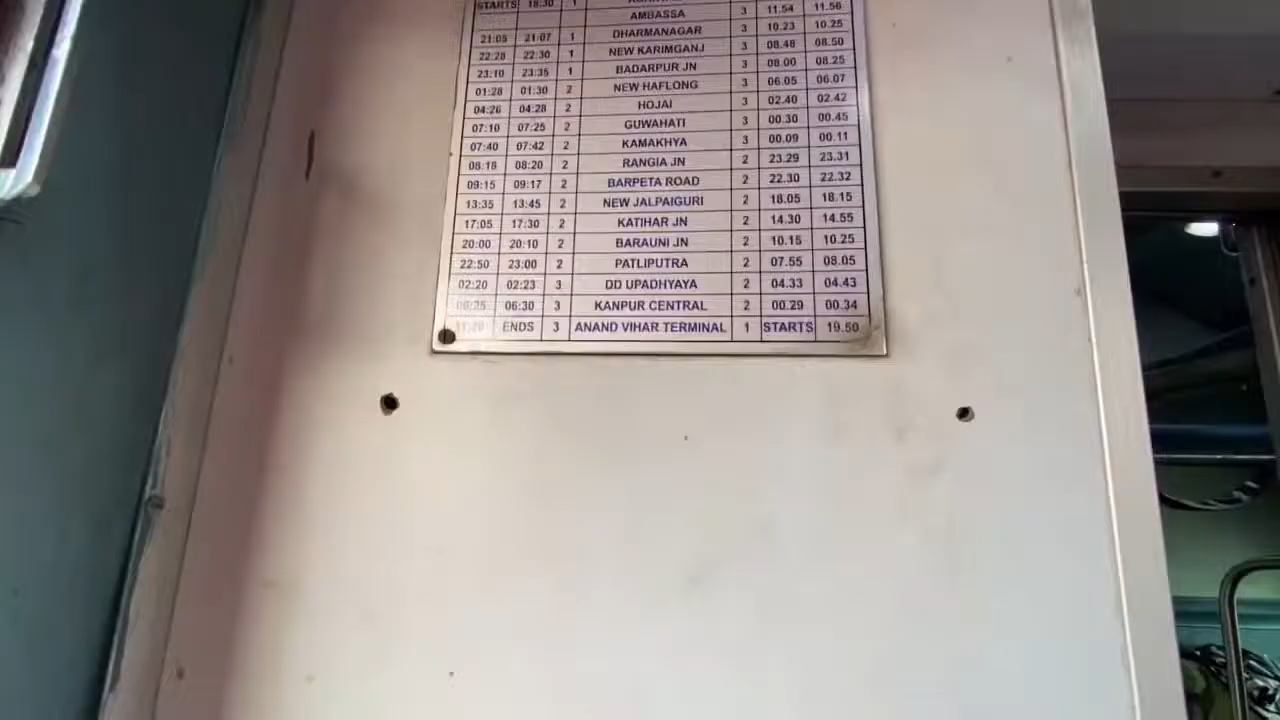 STARTS 18:30 1
AMBASSA 3 11.54 11.56
21:05 21:07 1 DHARMANAGAR 3 10.23 10.25
22:28 22:30 1 NEW KARIMGANJ 3 08.48 08.50
23:10 23:35 1 BADARPUR JN 3 08.00 08.25
01:28 01:30 2 NEW HAFLONG 3 06.05 06.07
04:26 04:28 2 HOJAI 3 02.40 02.42
07:10 07:25 2 GUWAHATI 3 00.30 00.45
07:40 07:42 2 KAMAKHYA 3 00.09 00.11
08:18 08:20 2 RANGIA JN 2 23.29 23.31
09:15 09:17 2 BARPETA ROAD 2 22.30 22.32
13:35 13:45 2 NEW JALPAIGURI 2 18.05 18.15
17:05 17:30 2 KATIHAR JN 2 14.30 14.55
20:00 20:10 2 BARAUNI JN 2 10.15 10.25
22:50 23:00 2 PATLIPUTRA 2 07.55 08.05
02:20 02:23 3 DD UPADHYAYA 2 04.33 04.43
06:25 06:30 3 KANPUR CENTRAL 2 00.29 00.34
ENDS 3 ANAND VIHAR TERMINAL 1 STARTS 19.50